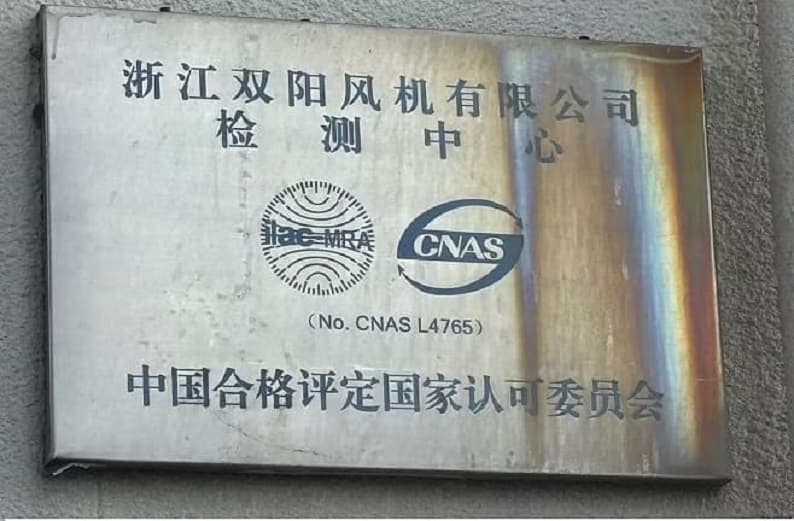 浙江双阳风机有限公司
检测中心
ilac-MRA
CNAS
(No. CNAS L4765)
中国合格评定国家认可委员会